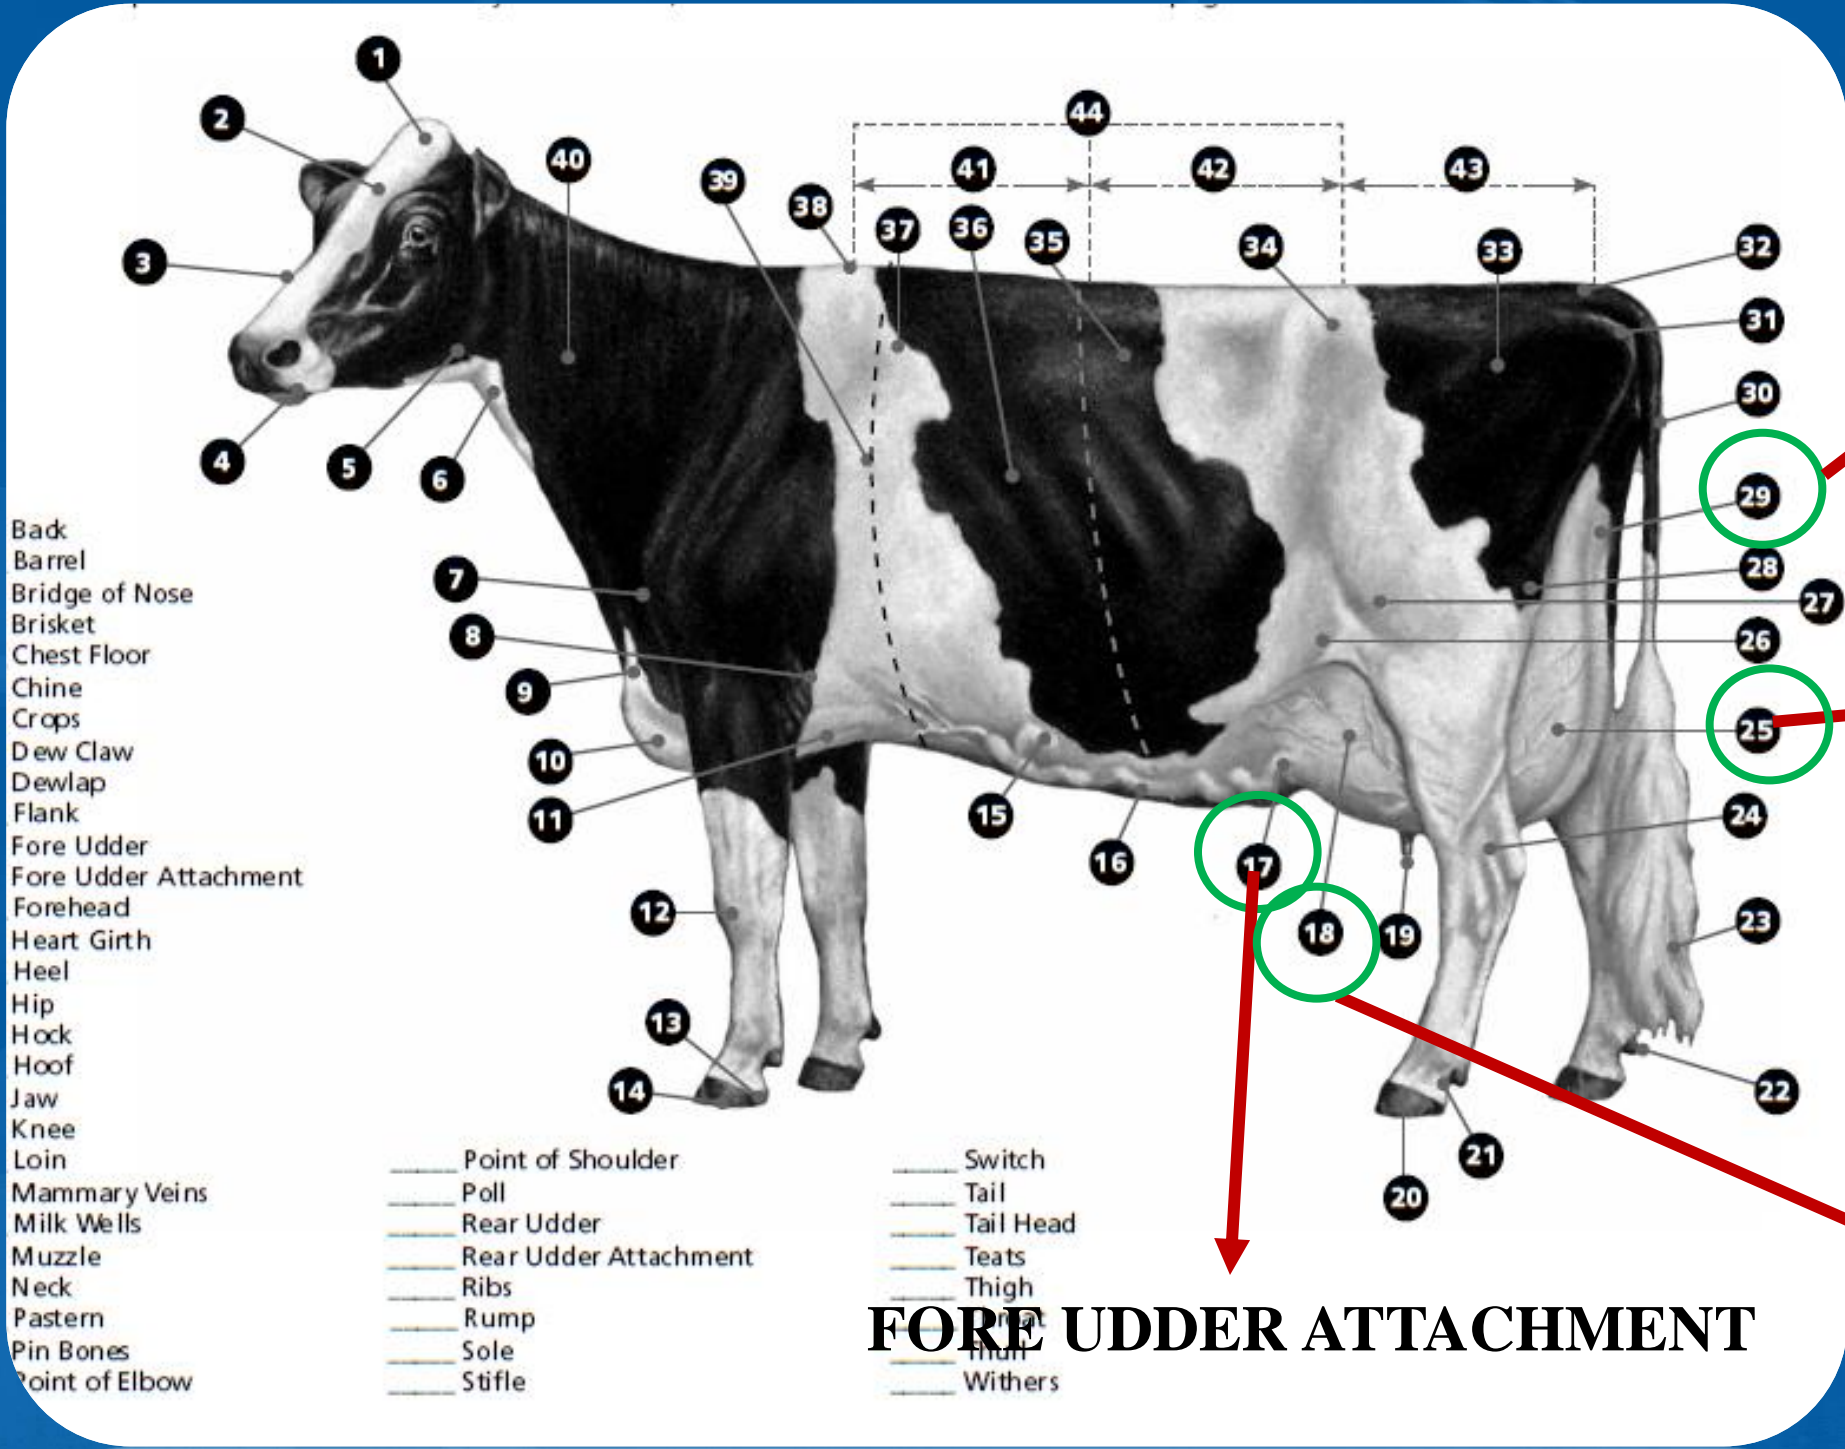 1
2
3
4
5
6
7
8
9
10
11
12
13
14
15
16
17
18
19
20
21
22
23
24
25
26
27
28
29
30
31
32
33
34
35
36
37
38
39
40
41
42
43
44
Back
Barrel
Bridge of Nose
Brisket
Chest Floor
Chine
Crops
Dew Claw
Dewlap
Flank
Fore Udder
Fore Udder Attachment
Forehead
Heart Girth
Heel
Hip
Hock
Hoof
Jaw
Knee
Loin
Mammary Veins
Milk Wells
Muzzle
Neck
Pastern
Pin Bones
Point of Elbow
Point of Shoulder
Poll
Rear Udder
Rear Udder Attachment
Ribs
Rump
Sole
Stifle
Switch
Tail
Tail Head
Teats
Thigh
Withers
FORE UDDER ATTACHMENT